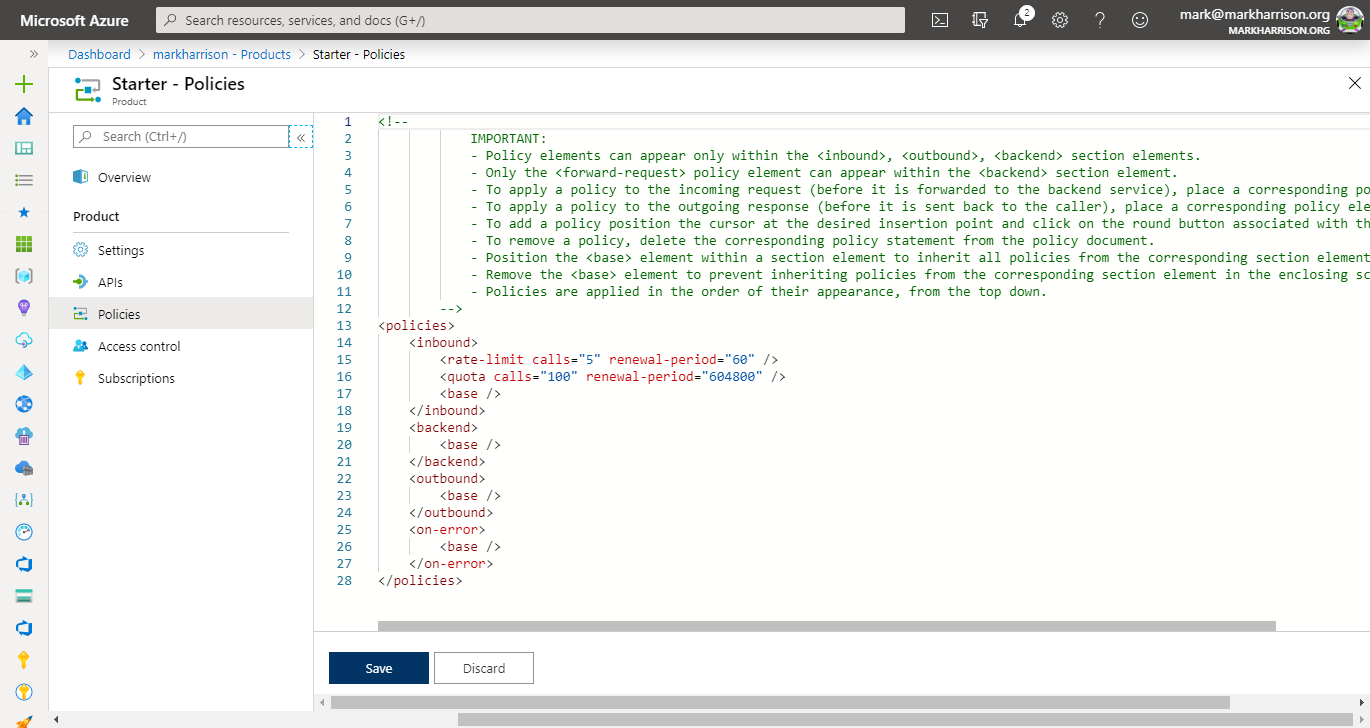 Microsoft Azure
Search resources, services, and docs (G+/)
2
mark@markharrison.org
MARKHARRISON.ORG
Dashboard > markharrison - Products > Starter - Policies
Starter - Policies
Product
Search (Ctrl+/)
«
Overview
Product
Settings
APIs
Policies
Access control
Subscriptions
1 <!--
2 IMPORTANT:
3 - Policy elements can appear only within the <inbound>, <outbound>, <backend> section elements.
4 - Only the <forward-request> policy element can appear within the <backend> section element.
5 - To apply a policy to the incoming request (before it is forwarded to the backend service), place a corresponding po
6 - To apply a policy to the outgoing response (before it is sent back to the caller), place a corresponding policy ele
7 - To add a policy position the cursor at the desired insertion point and click on the round button associated with th
8 - To remove a policy, delete the corresponding policy statement from the policy document.
9 - Position the <base> element within a section element to inherit all policies from the corresponding section element
10 - Remove the <base> element to prevent inheriting policies from the corresponding section element in the enclosing sc
11 - Policies are applied in the order of their appearance, from the top down.
12 -->
13 <policies>
14 <inbound>
15 <rate-limit calls="5" renewal-period="60" />
16 <quota calls="100" renewal-period="604800" />
17 <base />
18 </inbound>
19 <backend>
20 <base />
21 </backend>
22 <outbound>
23 <base />
24 </outbound>
25 <on-error>
26 <base />
27 </on-error>
28 </policies>
Save
Discard